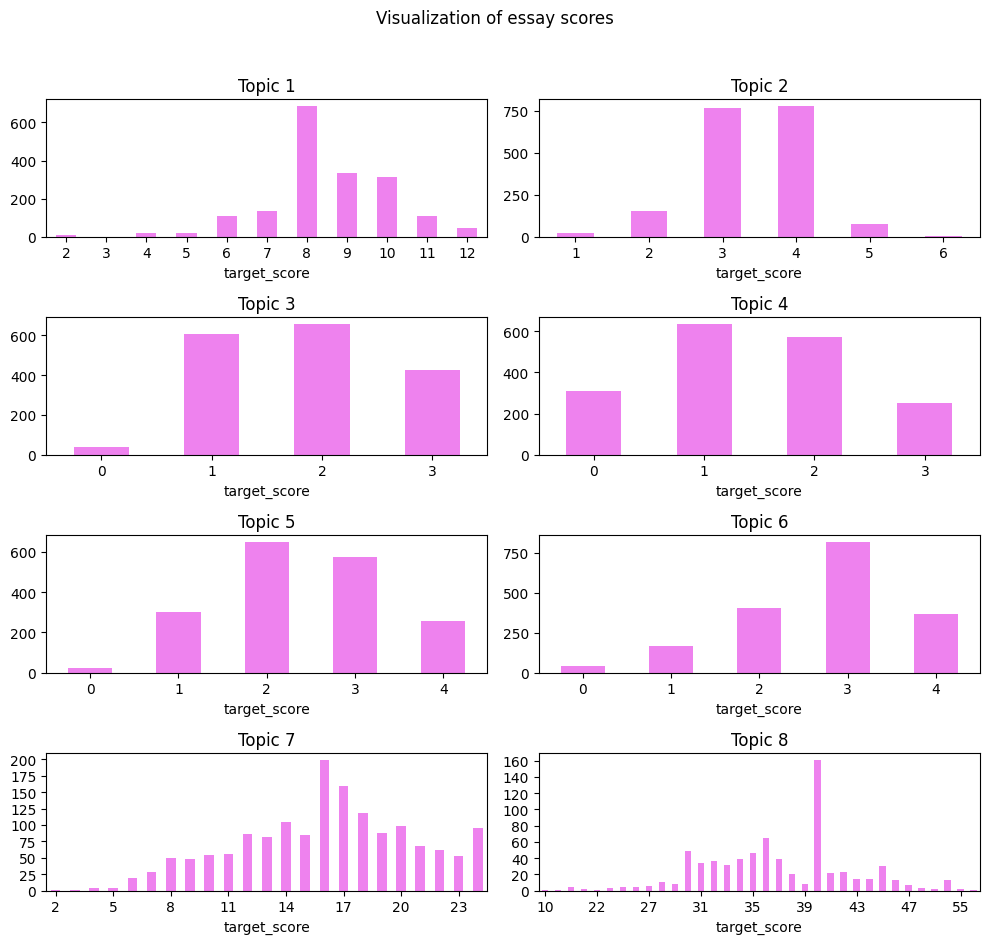 Visualization of essay scores
Topic 1
600
400
200
0
2 3 4 5 6 7 8 9 10 11 12
target_score
Topic 2
750
500
250
0
1 2 3 4 5 6
target_score
Topic 3
600
400
200
0
0 1 2 3
target_score
Topic 4
600
400
200
0
0 1 2 3
target_score
Topic 5
600
400
200
0
0 1 2 3 4
target_score
Topic 6
750
500
250
0
0 1 2 3 4
target_score
Topic 7
200
175
150
125
100
75
50
25
0
2 5 8 11 14 17 20 23
target_score
Topic 8
160
140
120
100
80
60
40
20
0
10 22 27 31 35 39 43 47 55
target_score